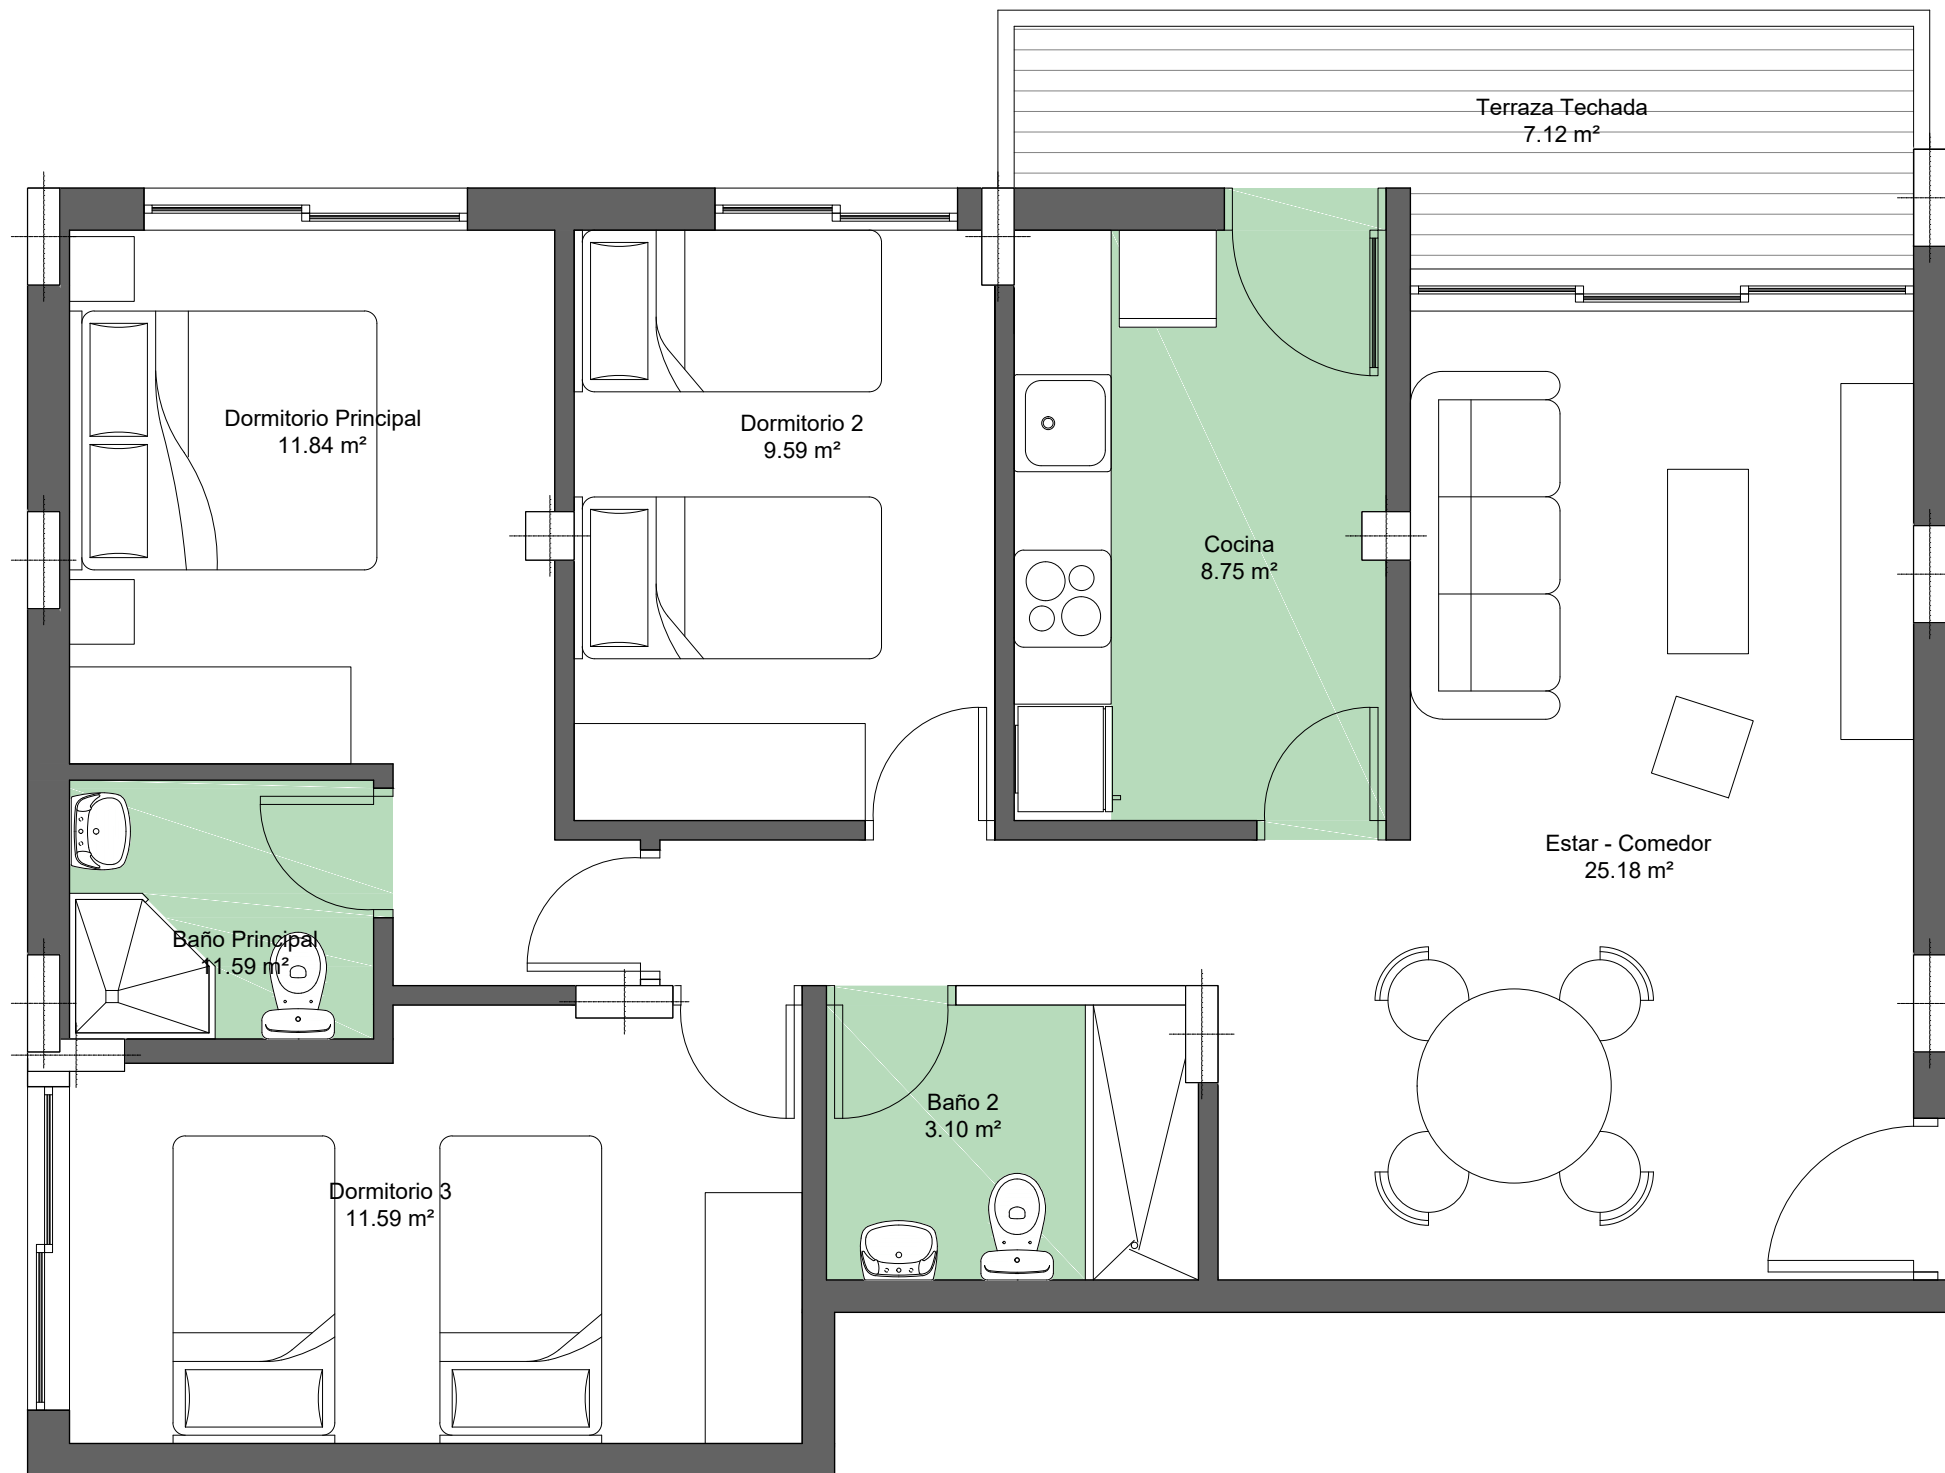 Terraza Techada
7.12 m²
Dormitorio Principal
11.84 m²
Dormitorio 2
9.59 m²
Cocina
8.75 m²
Estar - Comedor
25.18 m²
Baño Principal
11.59 m²
Baño 2
3.10 m²
Dormitorio 3
11.59 m²